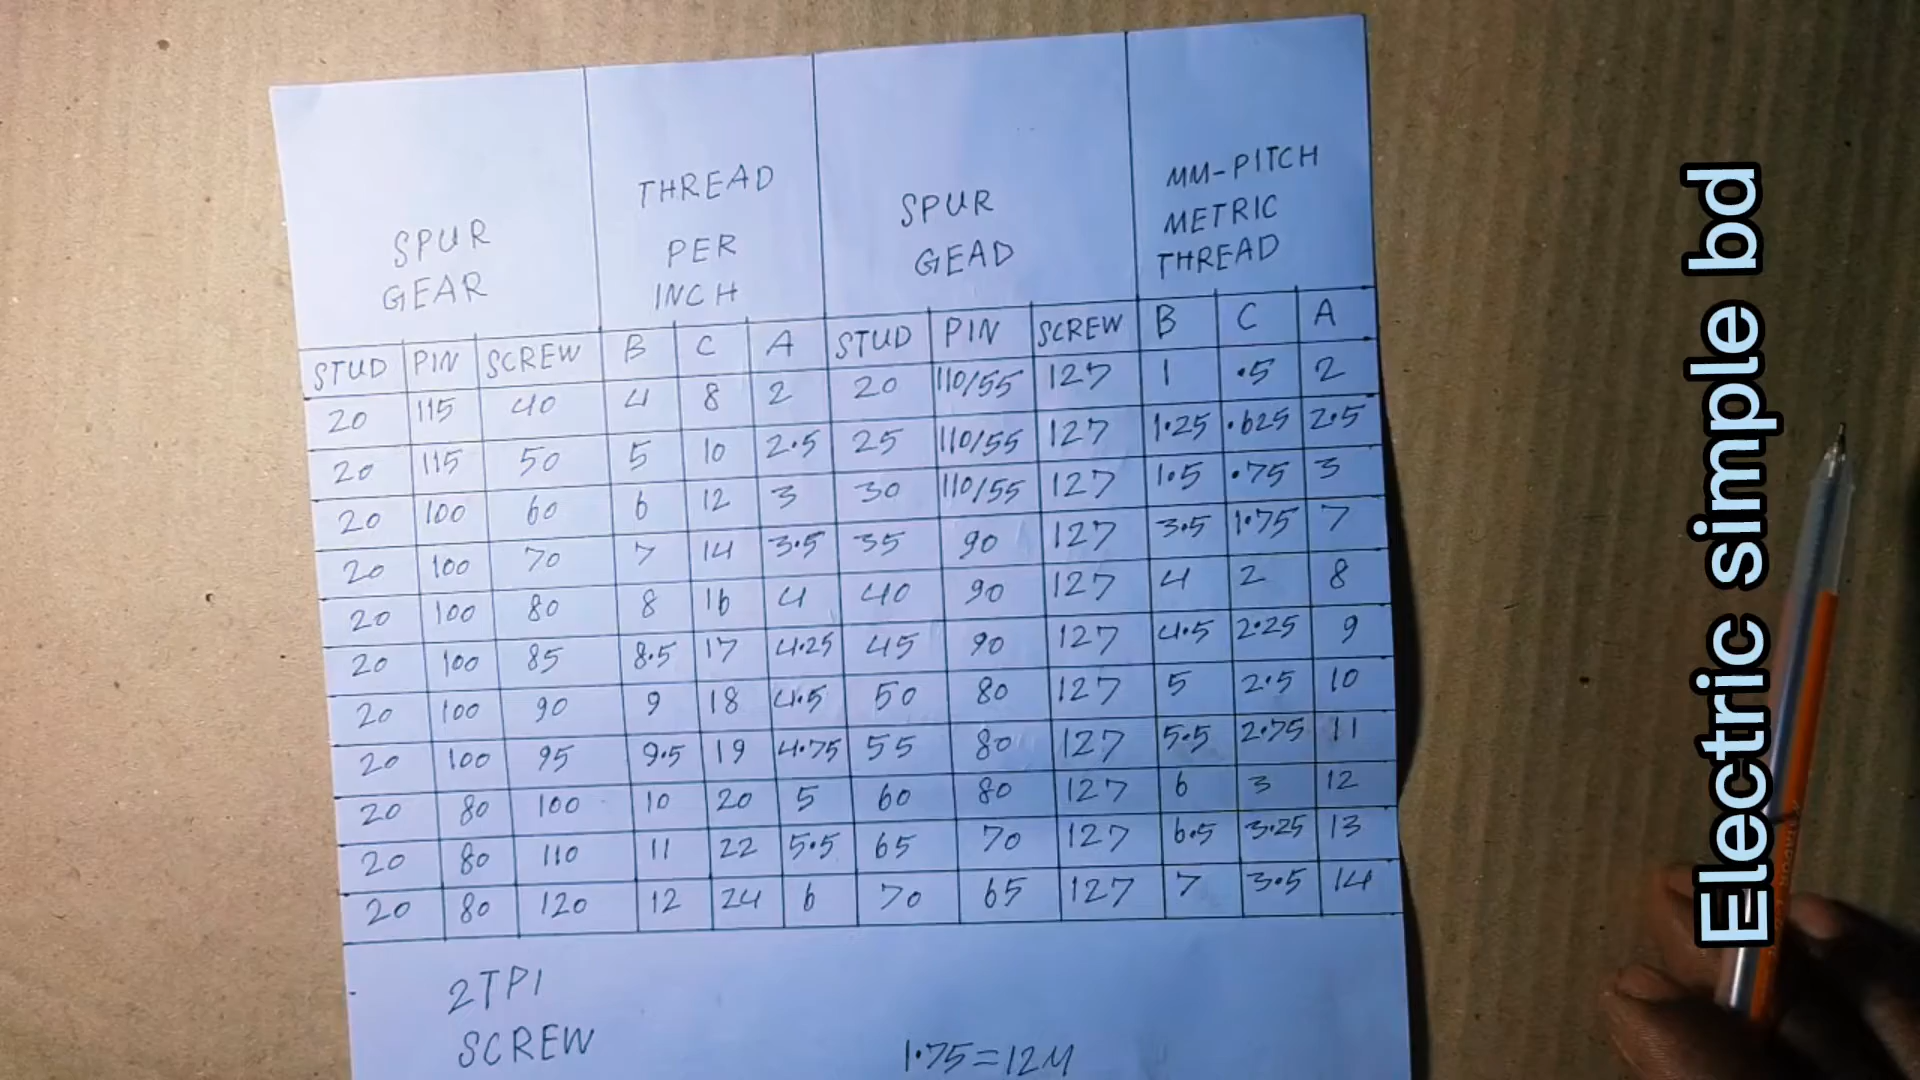 SPUR
GEAR
THREAD
PER
INCH
SPUR
GEAD
MM-PITCH
METRIC
THREAD
STUD PIN SCREW B C A STUD PIN SCREW B C A
20 115 40 4 8 2 20 110/55 127 1 .5 2
20 115 50 5 10 2.5 25 110/55 127 1.25 .625 2.5
20 100 60 6 12 3 30 110/55 127 1.5 .75 3
20 100 70 7 14 3.5 35 90 127 3.5 1.75 7
20 100 80 8 16 4 40 90 127 4 2 8
20 100 85 8.5 17 4.25 45 90 127 4.5 2.25 9
20 100 90 9 18 4.5 50 80 127 5 2.5 10
20 100 95 9.5 19 4.75 55 80 127 5.5 2.75 11
20 80 100 10 20 5 60 80 127 6 3 12
20 80 110 11 22 5.5 65 70 127 6.5 3.25 13
20 80 120 12 24 6 70 65 127 7 3.5 14
2TPI
SCREW
1.75=12M
Electric simple bd